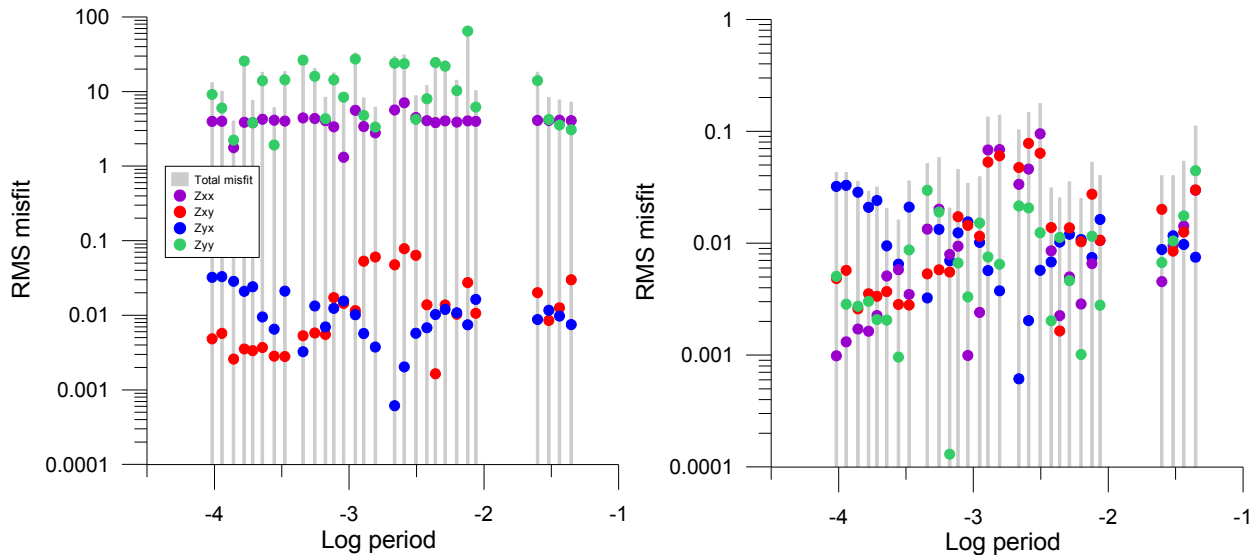 RMS misfit
100
10
1
0.1
0.01
0.001
0.0001
Total misfit
Zxx
Zxy
Zyx
Zyy
-4
-3
-2
-1
Log period
RMS misfit
1
0.1
0.01
0.001
0.0001
-4
-3
-2
-1
Log period